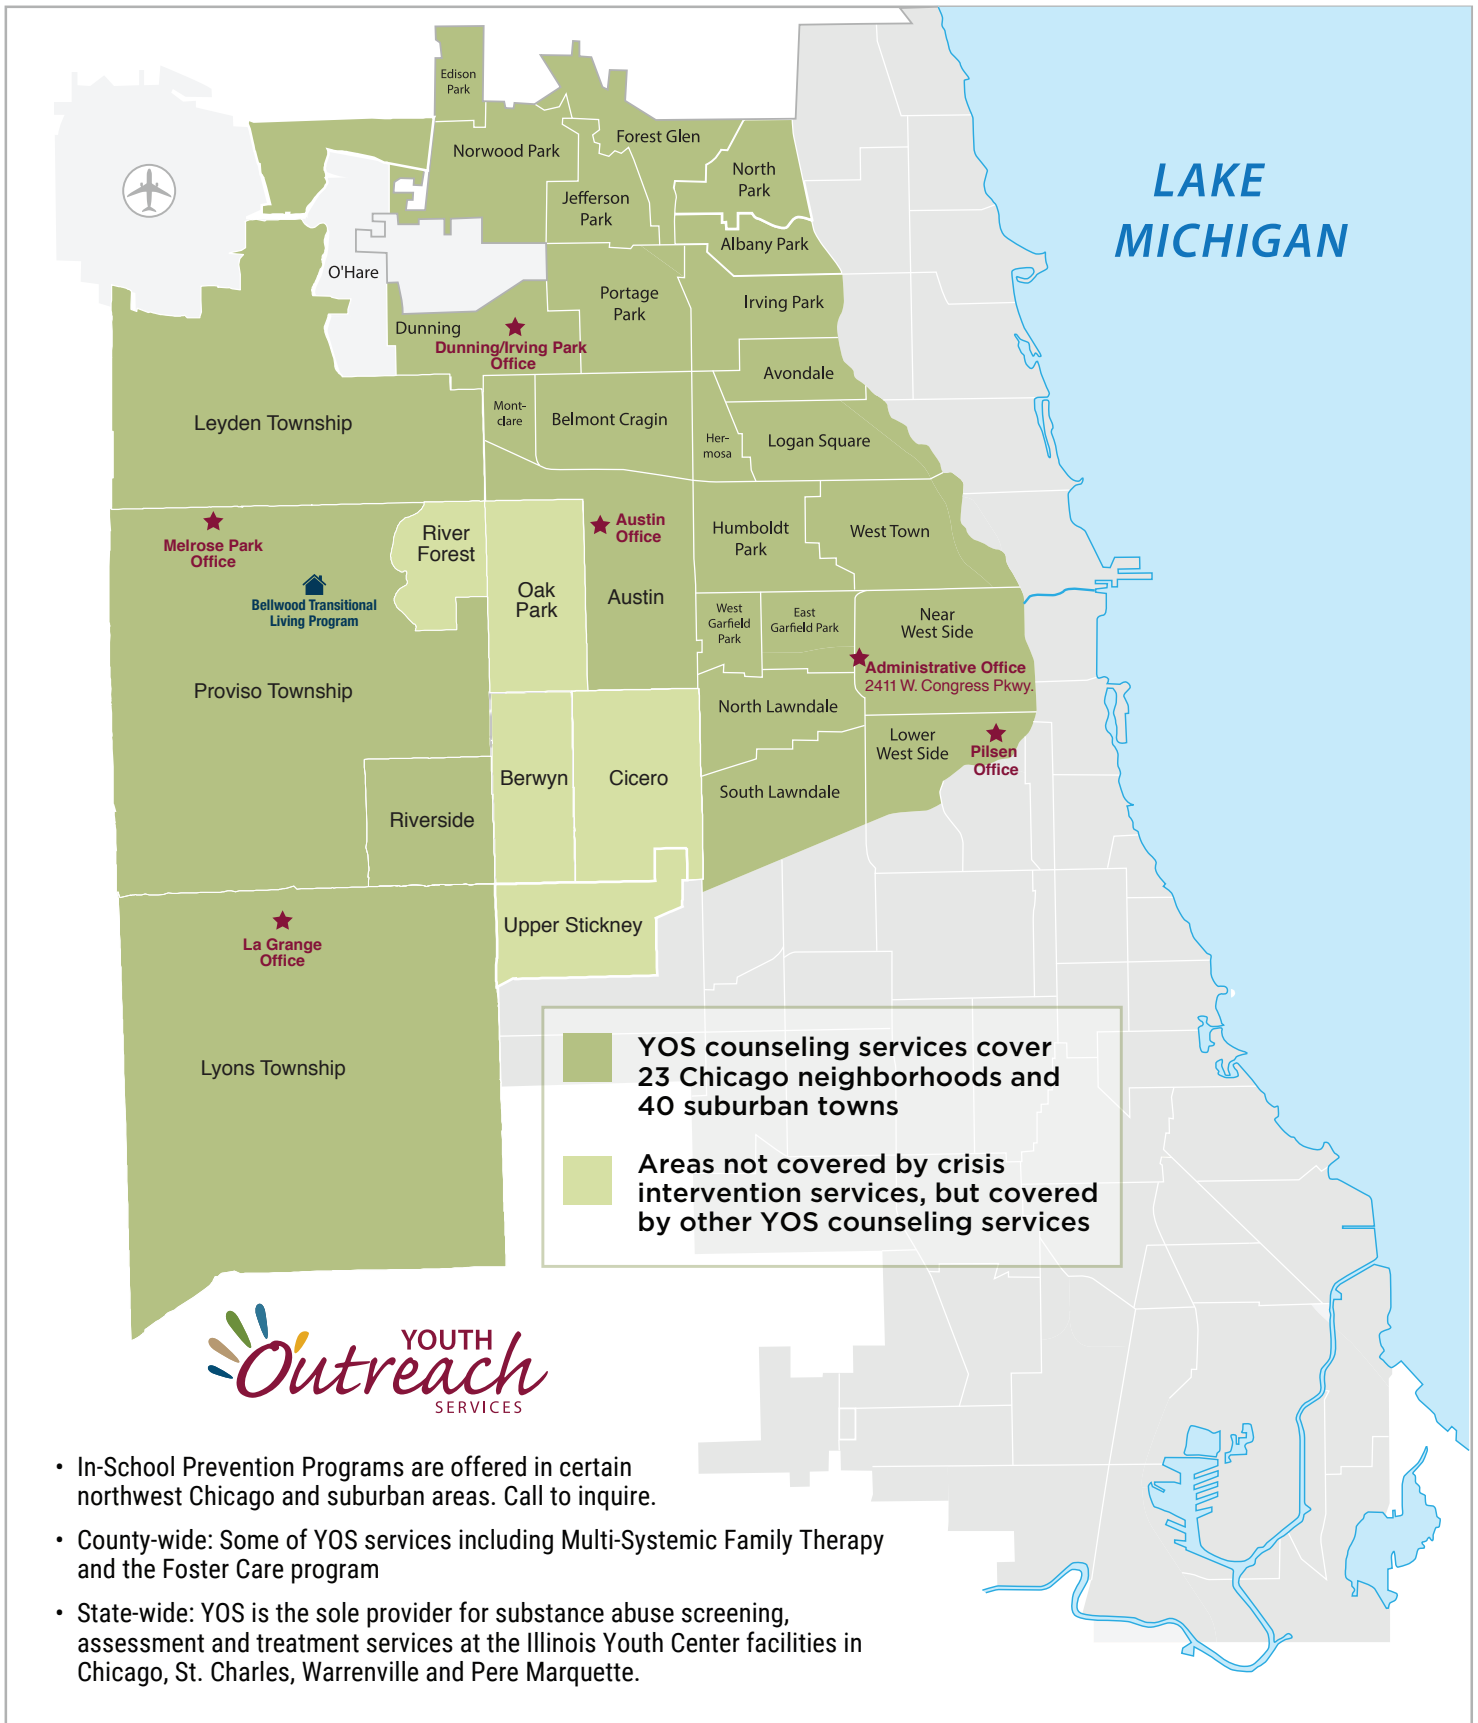 LAKE
MICHIGAN
Edison
Park
Norwood Park
Forest Glen
North
Park
Jefferson
Park
Albany Park
O'Hare
Portage
Park
Irving Park
Dunning
Dunning/Irving Park
Office
Avondale
Mont-
clare
Belmont Cragin
Leyden Township
Her-
mosa
Logan Square
Melrose Park
Office
River
Forest
Austin
Office
Humboldt
Park
West Town
Bellwood Transitional
Living Program
Oak
Park
Austin
West
Garfield
Park
East
Garfield Park
Near
West Side
Administrative Office
2411 W. Congress Pkwy.
Proviso Township
North Lawndale
Lower
West Side
Pilsen
Office
Berwyn
Cicero
South Lawndale
Riverside
La Grange
Office
Upper Stickney
Lyons Township
YOS counseling services cover
23 Chicago neighborhoods and
40 suburban towns
Areas not covered by crisis
intervention services, but covered
by other YOS counseling services
YOUTH
Outreach
SERVICES
• In-School Prevention Programs are offered in certain
northwest Chicago and suburban areas. Call to inquire.
• County-wide: Some of YOS services including Multi-Systemic Family Therapy
and the Foster Care program
• State-wide: YOS is the sole provider for substance abuse screening,
assessment and treatment services at the Illinois Youth Center facilities in
Chicago, St. Charles, Warrenville and Pere Marquette.